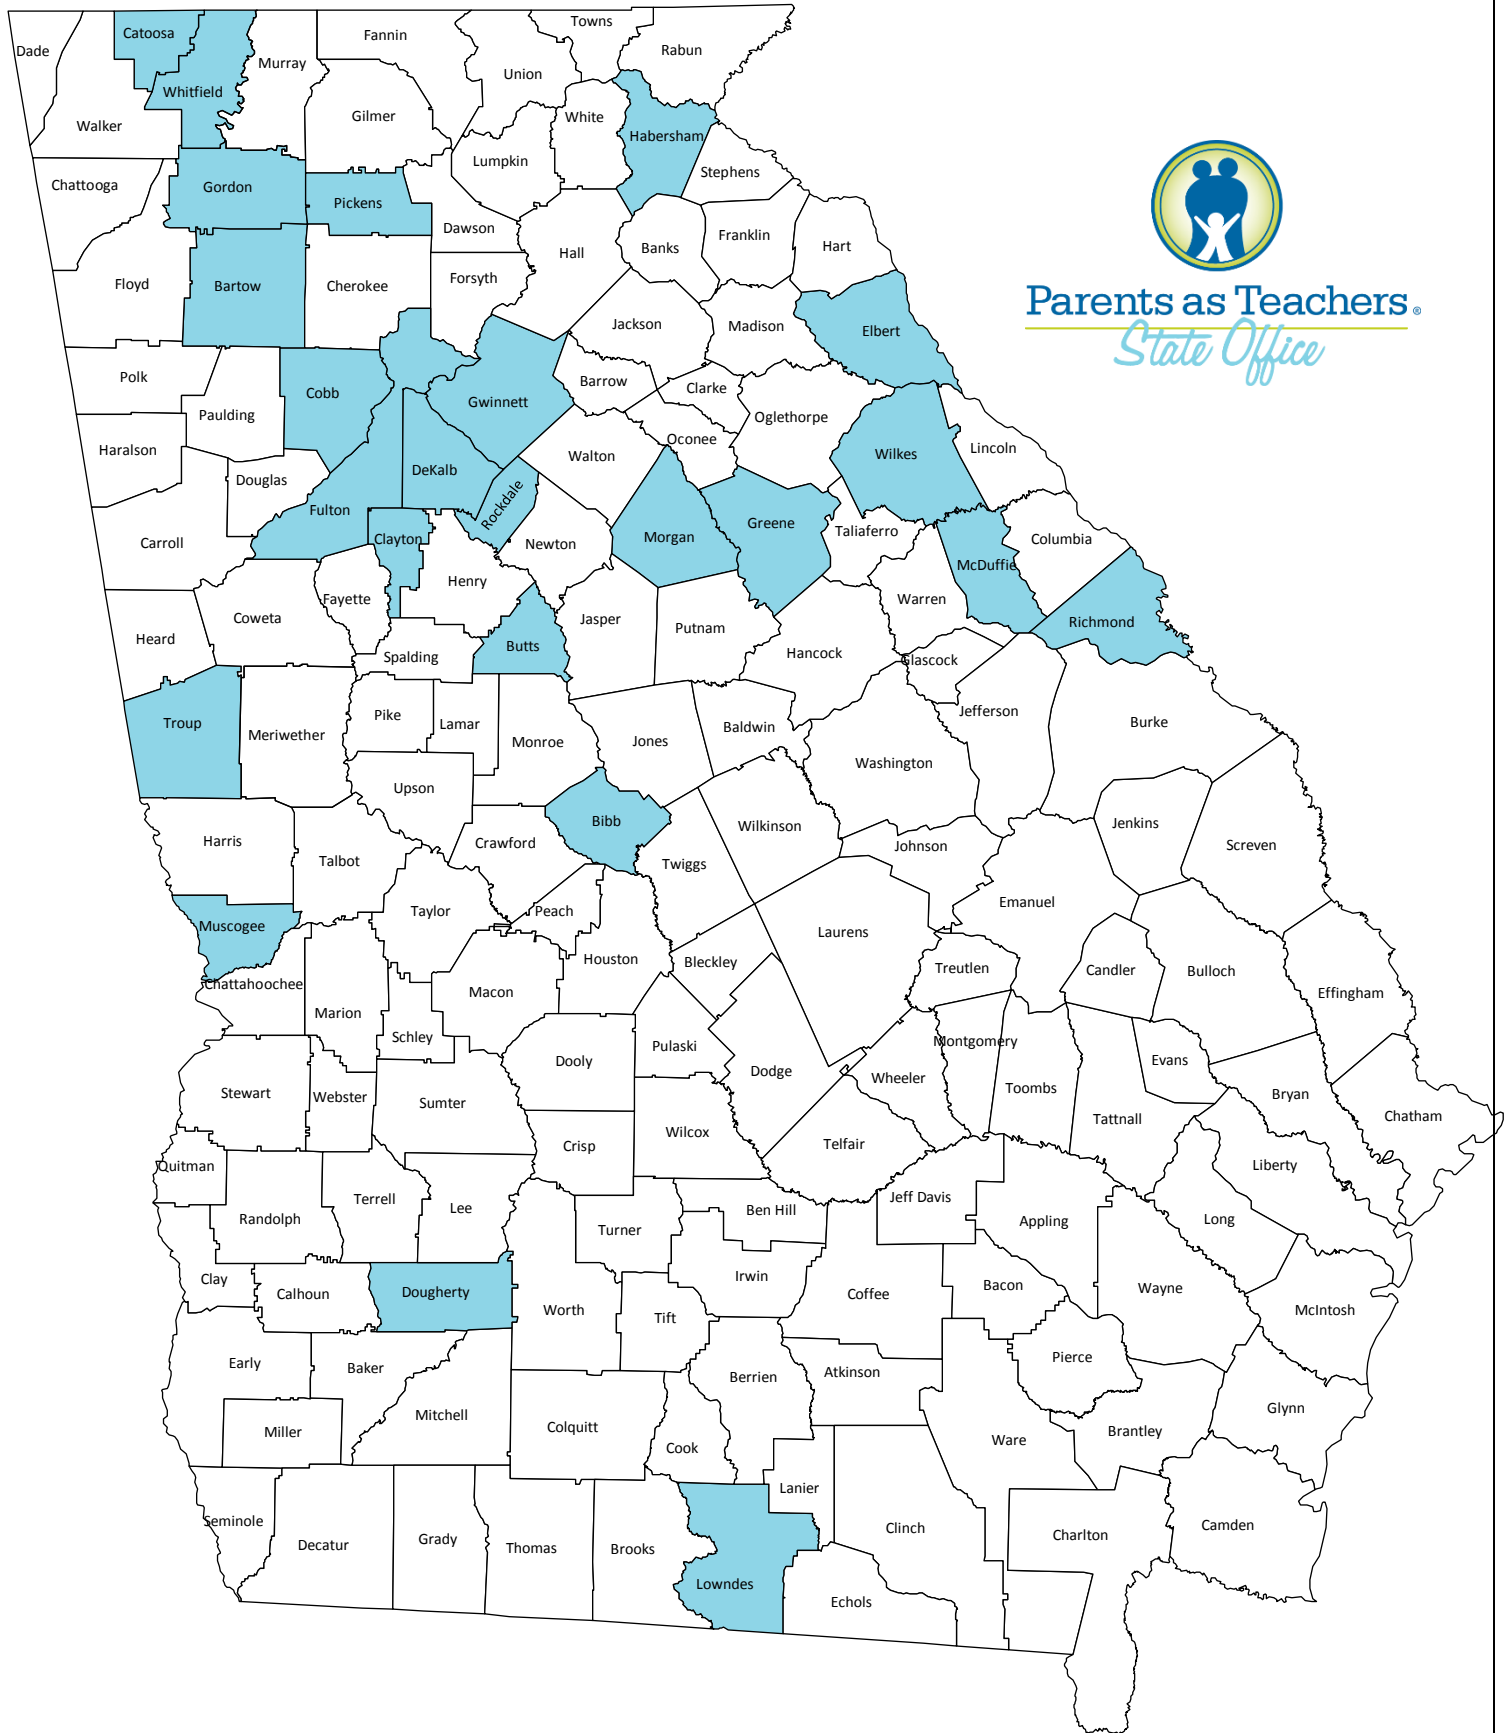 Towns
Catoosa
Fannin
Dade
Rabun
Murray
Union
Whitfield
White
Gilmer
Walker
Habersham
Lumpkin
Stephens
Chattooga
Gordon
Pickens
Dawson
Franklin
Hart
Banks
Hall
Forsyth
Floyd
Bartow
Cherokee
Parents as Teachers®
State Office
Jackson
Madison
Elbert
Polk
Barrow
Clarke
Cobb
Gwinnett
Paulding
Oglethorpe
Oconee
Haralson
Lincoln
Walton
Wilkes
DeKalb
Douglas
Rockdale
Fulton
Greene
Taliaferro
Clayton
Morgan
Columbia
Carroll
Newton
McDuffie
Henry
Fayette
Warren
Coweta
Jasper
Putnam
Richmond
Heard
Butts
Spalding
Hancock
Glascock
Troup
Pike
Lamar
Jefferson
Meriwether
Monroe
Jones
Baldwin
Burke
Washington
Upson
Bibb
Wilkinson
Jenkins
Harris
Crawford
Johnson
Screven
Talbot
Twiggs
Taylor
Peach
Emanuel
Muscogee
Laurens
Houston
Bleckley
Treutlen
Candler
Bulloch
Chattahoochee
Macon
Effingham
Marion
Schley
Pulaski
Montgomery
Dooly
Dodge
Evans
Wheeler
Toombs
Stewart
Webster
Sumter
Bryan
Chatham
Tattnall
Wilcox
Crisp
Telfair
Quitman
Liberty
Terrell
Jeff Davis
Lee
Ben Hill
Randolph
Appling
Long
Turner
Clay
Irwin
Calhoun
Dougherty
Coffee
Bacon
Wayne
Worth
Tift
McIntosh
Early
Baker
Pierce
Berrien
Atkinson
Mitchell
Glynn
Miller
Colquitt
Cook
Ware
Brantley
Lanier
Seminole
Decatur
Grady
Thomas
Brooks
Clinch
Charlton
Camden
Lowndes
Echols